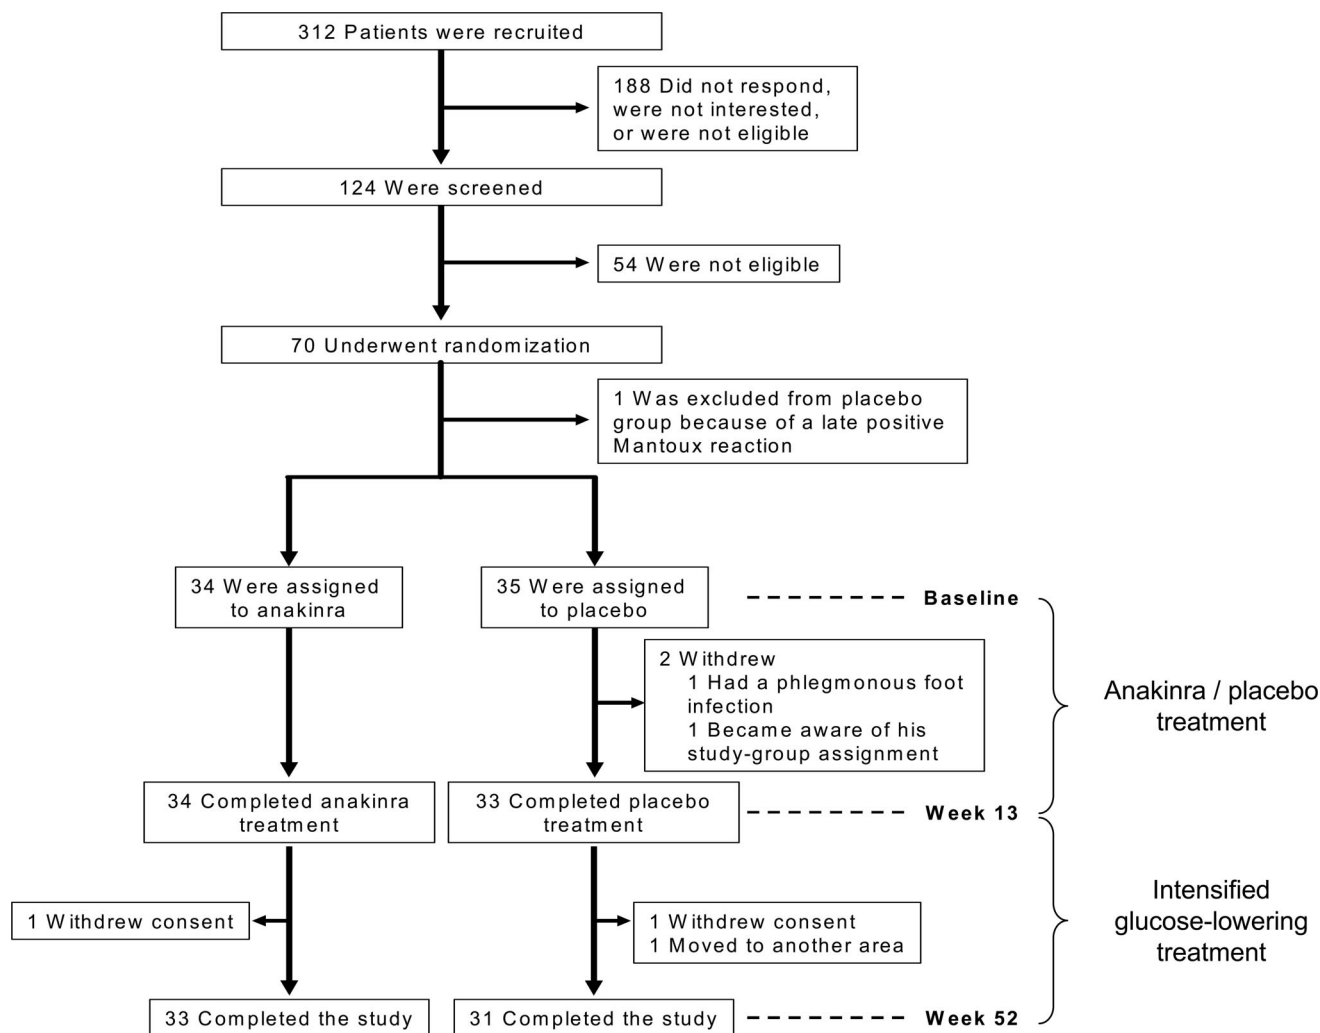 312 Patients were recruited
188 Did not respond,
were not interested,
or were not eligible
124 Were screened
54 Were not eligible
70 Underwent randomization
1 Was excluded from placebo
group because of a late positive
Mantoux reaction
34 Were assigned
to anakinra
35 Were assigned
to placebo
Baseline
2 Withdrew
1 Had a phlegmonous foot
infection
1 Became aware of his
study-group assignment
Anakinra / placebo
treatment
34 Completed anakinra
treatment
33 Completed placebo
treatment
Week 13
1 Withdrew consent
1 Withdrew consent
1 Moved to another area
Intensified
glucose-lowering
treatment
33 Completed the study
31 Completed the study
Week 52